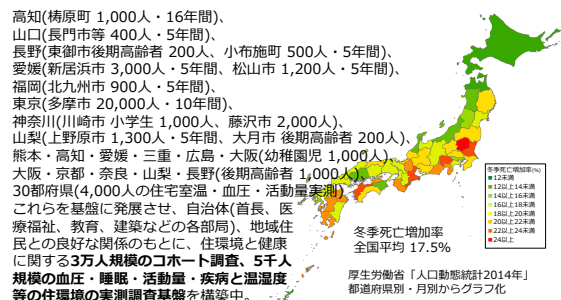 高知(梼原町 1,000人・16年間)、
山口(長門市等 400人・5年間)、
長野(東御市後期高齢者 200人、小布施町 500人・5年間)、
愛媛(新居浜市 3,000人・5年間、松山市 1,200人・5年間)、
福岡(北九州市 900人・5年間)、
東京(多摩市 20,000人・10年間)、
神奈川(川崎市 小学生 1,000人、藤沢市 2,000人)、
山梨(上野原市 1,300人・5年間、大月市 後期高齢者 200人)、
熊本・高知・愛媛・三重・広島・大阪(幼稚園児 1,000人)、
大阪・京都・奈良・山梨・長野(後期高齢者 1,000人)、
30都府県(4,000人の住宅室温・血圧・活動量実測)
これらを基盤に発展させ、自治体(首長、医
療福祉、教育、建築などの各部局)、地域住
民との良好な関係のもとに、住環境と健康
に関する3万人規模のコホート調査、5千人
規模の血圧・睡眠・活動量・疾病と温湿度
等の住環境の実測調査基盤を構築中。
冬季死亡増加率(%)
12未満
12以上14未満
14以上16未満
16以上18未満
18以上20未満
20以上22未満
22以上24未満
24以上
冬季死亡増加率
全国平均 17.5%
厚生労働省「人口動態統計2014年」
都道府県別・月別からグラフ化